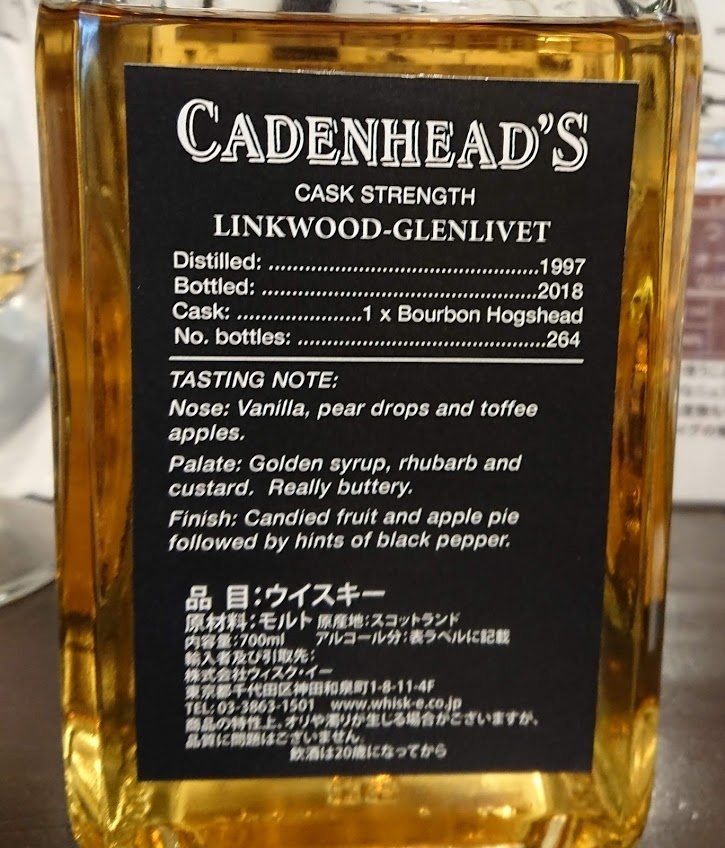 CADENHEAD'S
CASK STRENGTH
LINKWOOD-GLENLIVET
Distilled: ............................................1997
Bottled: .............................................2018
Cask: .....................1 x Bourbon Hogshead
No. bottles: .........................................264
TASTING NOTE:
Nose: Vanilla, pear drops and toffee
apples.
Palate: Golden syrup, rhubarb and
custard. Really buttery.
Finish: Candied fruit and apple pie
followed by hints of black pepper.
品 目:ウイスキー
原材料:モルト 原産地:スコットランド
内容量:700ml アルコール分:表ラベルに記載
輸入者及び引取先:
株式会社ウィスク・イー
東京都千代田区神田和泉町1-8-11-4F
TEL: 03-3863-1501 www.whisk-e.co.jp
商品の特性上、オリや濁りが生じる場合がございますが、
品質に問題はございません。
飲酒は20歳になってから